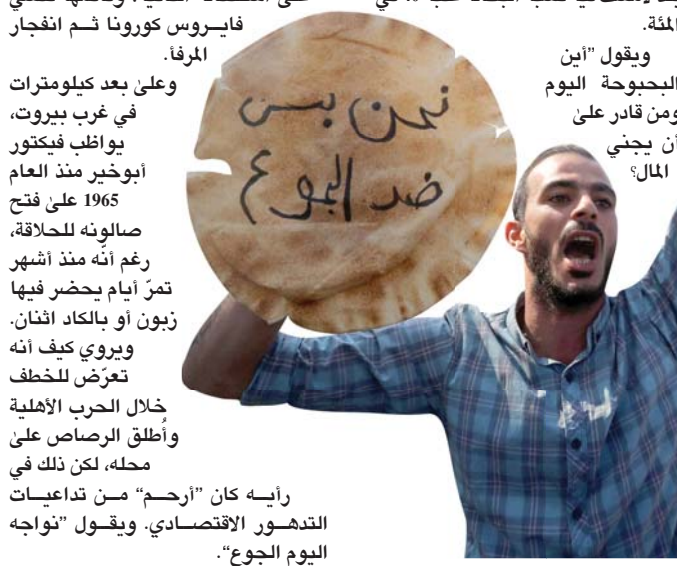 المئة.
ويقول “أين
البحبوحة اليوم
ومن قادر علىٰ
أن يجني
المال؟
نحن بس
ضد الجوع
فايروس كورونا ثم انفجار
المرفأ.
وعلىٰ بعد كيلومترات
في غرب بيروت،
يواظب فيكتور
أبوخير منذ العام
1965 علىٰ فتح
صالونه للحلاقة،
رغم أنّه منذ أشهر
تمرّ أيام يحضر فيها
زبون أو بالكاد اثنان.
ويروي كيف أنه
تعرّض للخطف
خلال الحرب الأهلية
وأُطلق الرصاص علىٰ
محله، لكن ذلك في
رأيه كان “أرحم” من تداعيات
التدهور الاقتصادي. ويقول “نواجه
اليوم الجوع”.